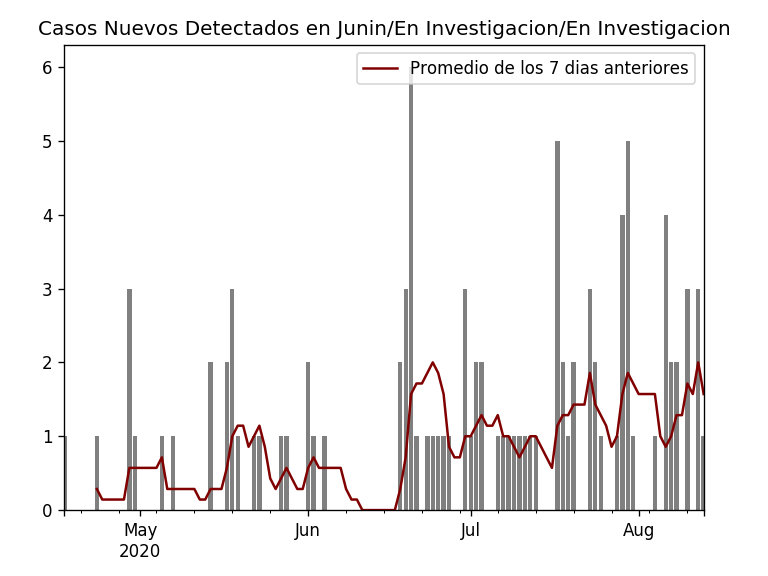 Casos Nuevos Detectados en Junin/En Investigacion/En Investigacion
Promedio de los 7 dias anteriores
6
5
4
3
2
1
0
May Jun Jul Aug
2020